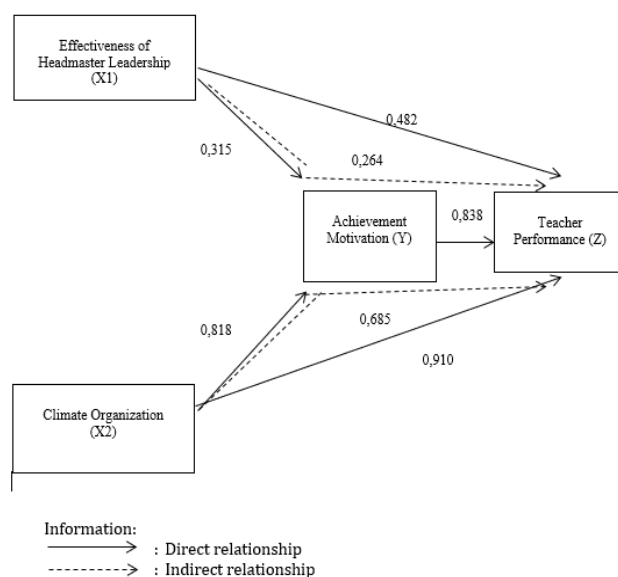 Effectiveness of
Headmaster Leadership
(X1)
0,482
0,315
0,264
Achievement
Motivation (Y)
0,838
Teacher
Performance (Z)
0,818
0,685
0,910
Climate Organization
(X2)
Information:
: Direct relationship
: Indirect relationship